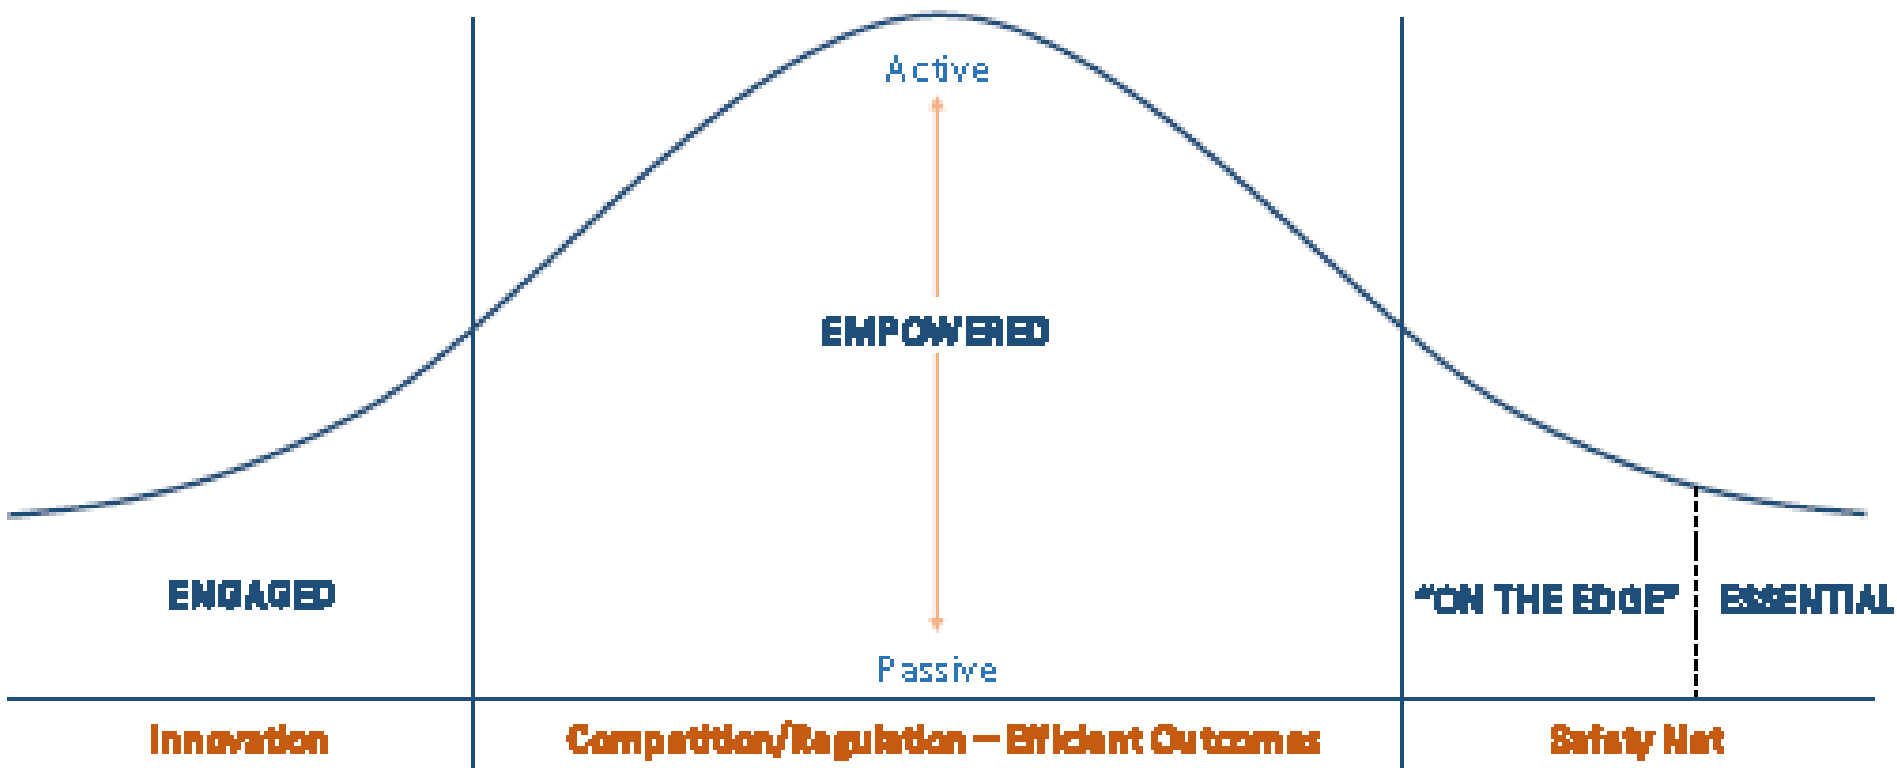 Active
EMPOWERED
ENGAGED
“ON THE EDGE”
ESSENTIAL
Passive
Innovation
Competition/Regulation – Efficient Outcomes
Safety Net